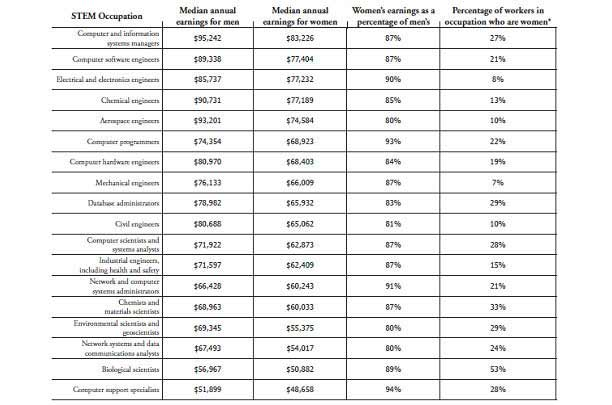 STEM Occupation
Median annual
earnings for men
Median annual
earnings for women
Women's earnings as a
percentage of men's
Percentage of workers in
occupation who are women*
Computer and information
systems managers
$95,242
$83,226
87%
27%
Computer software engineers
$89,338
$77,404
87%
21%
Electrical and electronics engineers
$85,737
$77,232
90%
8%
Chemical engineers
$90,731
$77,189
85%
13%
Aerospace engineers
$93,201
$74,584
80%
10%
Computer programmers
$74,354
$68,923
93%
22%
Computer hardware engineers
$80,970
$68,403
84%
19%
Mechanical engineers
$76,133
$66,009
87%
7%
Database administrators
$78,982
$65,932
83%
29%
Civil engineers
$80,688
$65,062
81%
10%
Computer scientists and
systems analysts
$71,922
$62,873
87%
28%
Industrial engineers,
including health and safety
$71,597
$62,409
87%
15%
Network and computer
systems administrators
$66,428
$60,243
91%
21%
Chemists and
materials scientists
$68,963
$60,033
87%
33%
Environmental scientists and
geoscientists
$69,345
$55,375
80%
29%
Network systems and data
communications analysts
$67,493
$54,017
80%
24%
Biological scientists
$56,967
$50,882
89%
53%
Computer support specialists
$51,899
$48,658
94%
28%